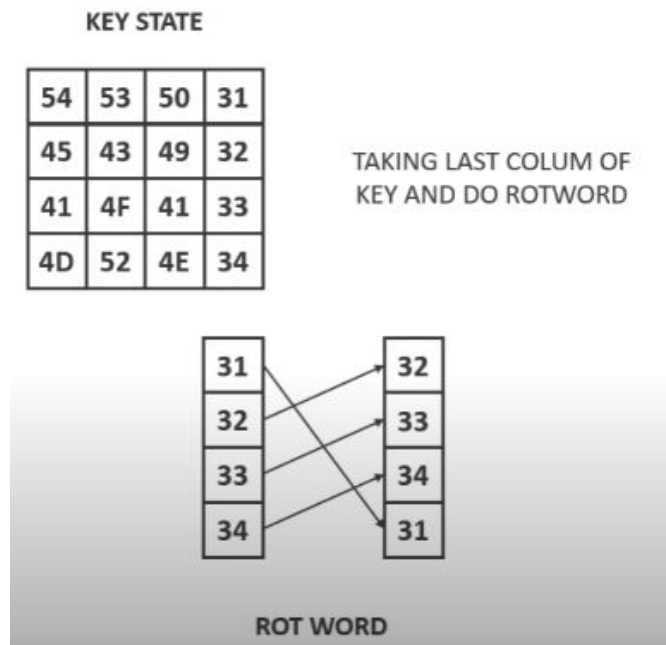 KEY STATE
54 53 50 31
45 43 49 32
41 4F 41 33
4D 52 4E 34
TAKING LAST COLUM OF
KEY AND DO ROTWORD
31 32
32 33
33 34
34 31
ROT WORD